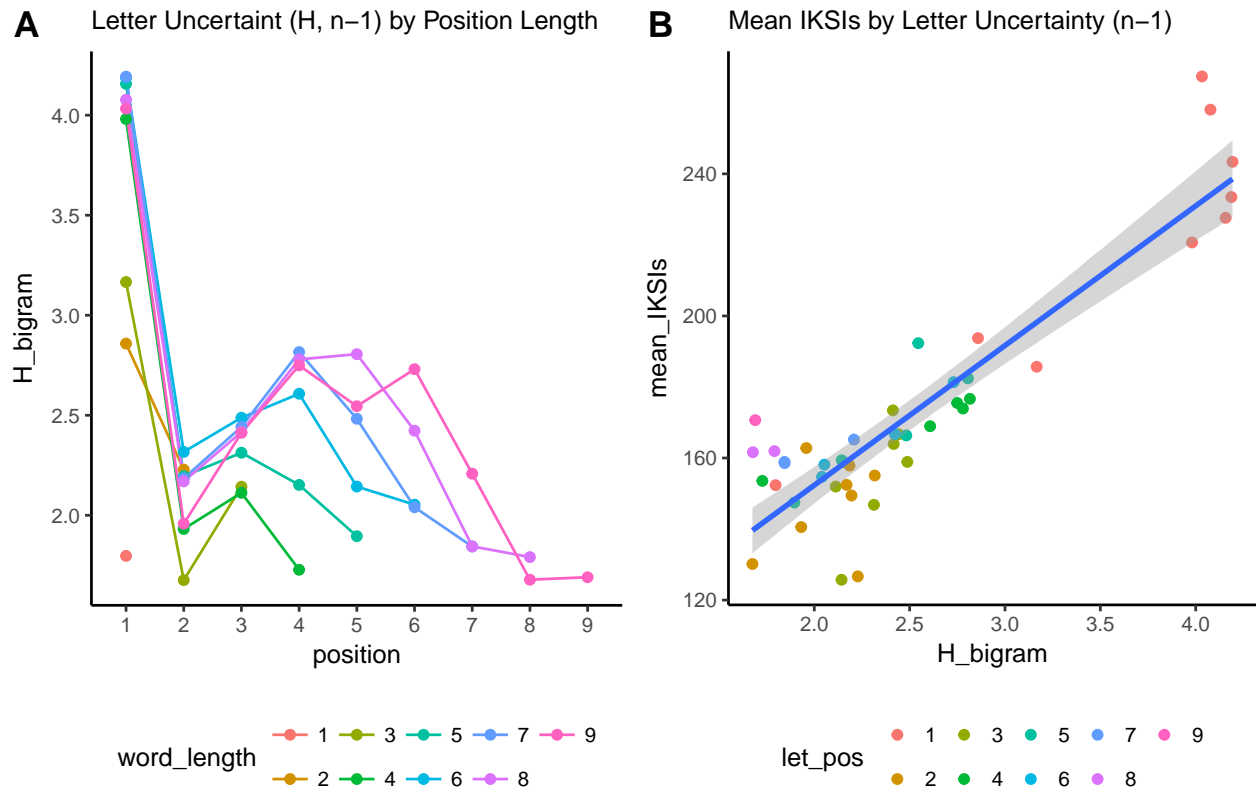 A
Letter Uncertaint (H, n−1) by Position Length
H_bigram
4.0
3.5
3.0
2.5
2.0
1 2 3 4 5 6 7 8 9
position
word_length
1 3 5 7 9
2 4 6 8
B
Mean IKSIs by Letter Uncertainty (n−1)
mean_IKSIs
240
200
160
120
2.0 2.5 3.0 3.5 4.0
H_bigram
let_pos
1 3 5 7 9
2 4 6 8